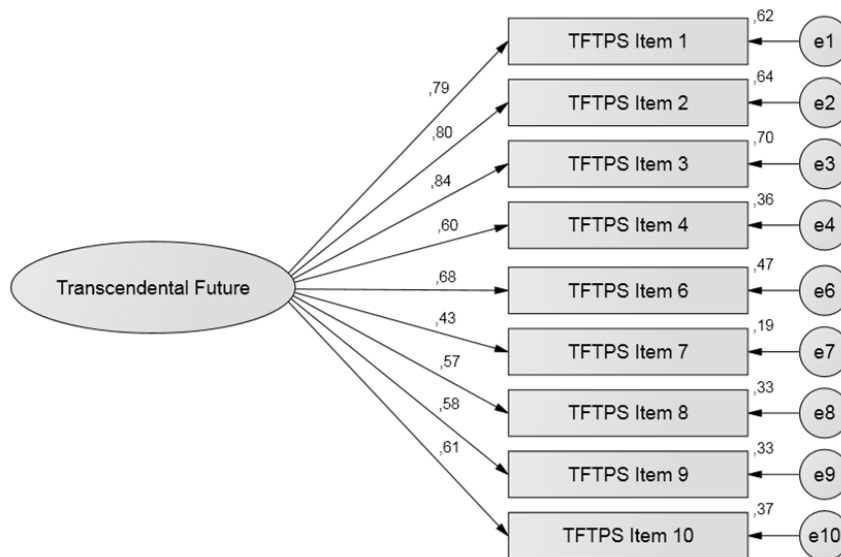 ,62
TFTPS Item 1
e1
,79
,64
TFTPS Item 2
e2
,80
,70
TFTPS Item 3
e3
,84
,36
TFTPS Item 4
e4
,60
Transcendental Future
,47
TFTPS Item 6
e6
,68
,19
TFTPS Item 7
e7
,43
,33
TFTPS Item 8
e8
,57
,33
TFTPS Item 9
e9
,58
,37
TFTPS Item 10
e10
,61